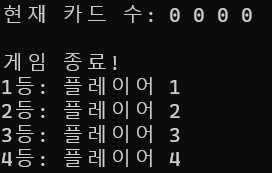 현재 카드 수: 0 0 0 0
게임 종료!
1등: 플레이어 1
2등: 플레이어 2
3등: 플레이어 3
4등: 플레이어 4